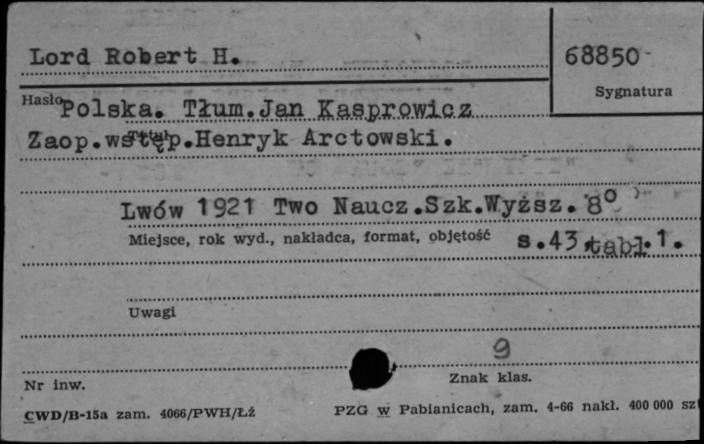 Lord Robert H.
68850
Sygnatura
Hasło Polska. Tłum.Jan Kasprowicz
Zaop.wstęp.Henryk Arctowski.
Lwów 1921 Two Naucz.Szk.Wyższ. 8°
Miejsce, rok wyd., nakładca, format, objętość s.43,tabl.1.
Uwagi
9
Nr inw. Znak klas.
CWD/B-15a zam. 4066/PWH/Łź PZG w Pabianicach, zam. 4-66 nakł. 400 000 szt